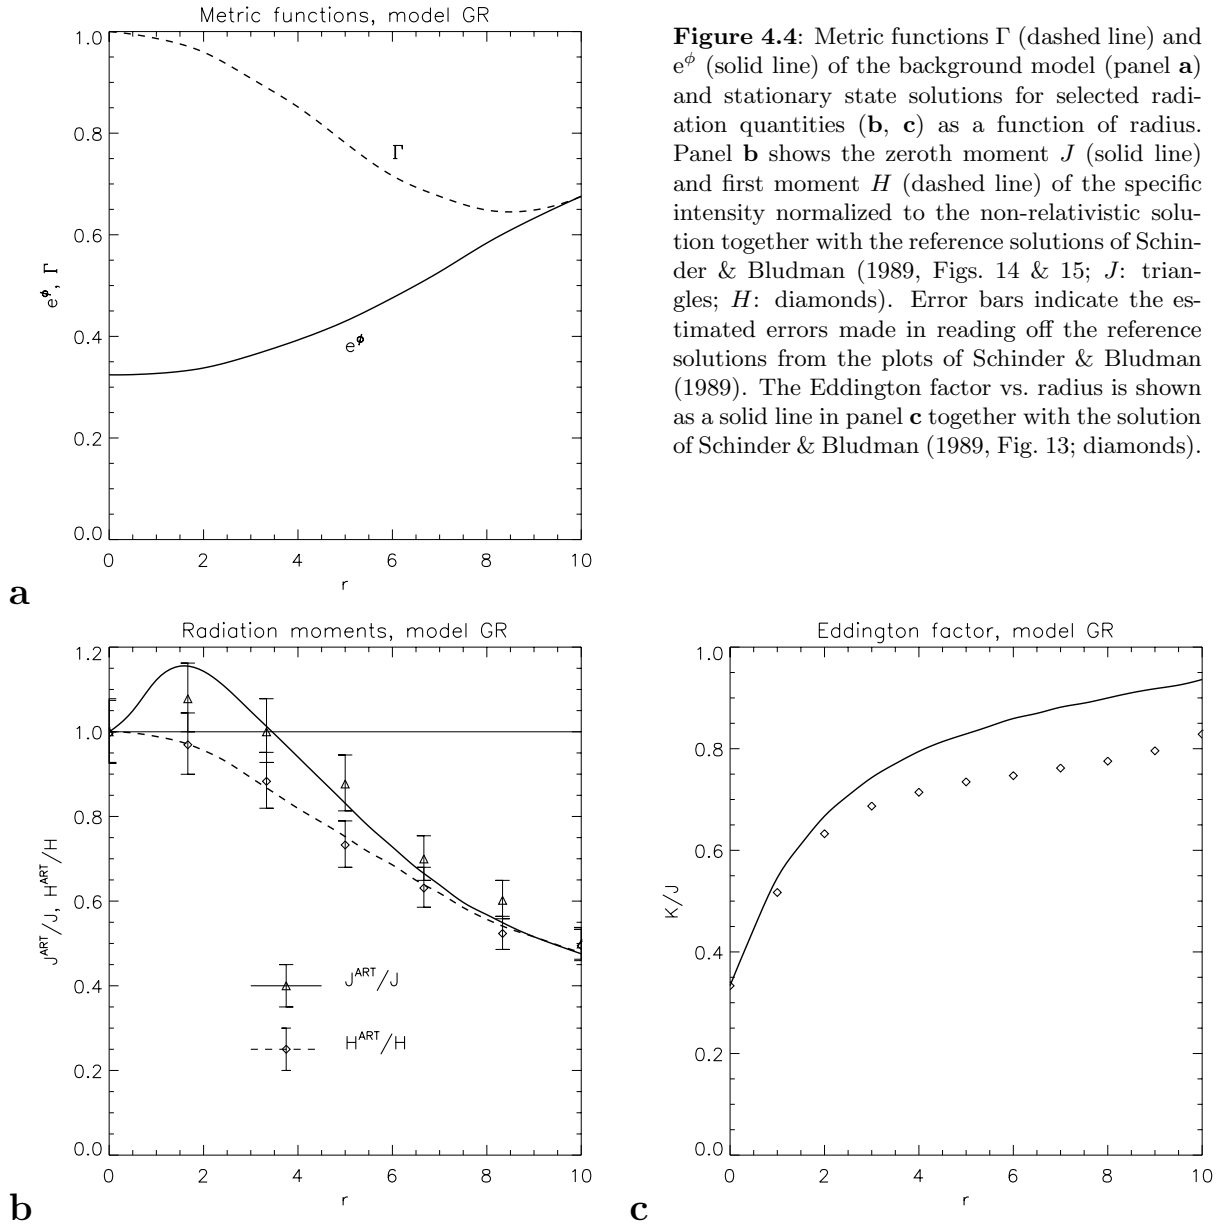 Metric functions, model GR
1.0
0.8
0.6
0.4
0.2
0.0
e^ϕ, Γ
Γ
e^ϕ
0 2 4 6 8 10
r
a
Figure 4.4: Metric functions Γ (dashed line) and
e^ϕ (solid line) of the background model (panel a)
and stationary state solutions for selected radi-
ation quantities (b, c) as a function of radius.
Panel b shows the zeroth moment J (solid line)
and first moment H (dashed line) of the specific
intensity normalized to the non-relativistic solu-
tion together with the reference solutions of Schin-
der & Bludman (1989, Figs. 14 & 15; J: trian-
gles; H: diamonds). Error bars indicate the es-
timated errors made in reading off the reference
solutions from the plots of Schinder & Bludman
(1989). The Eddington factor vs. radius is shown
as a solid line in panel c together with the solution
of Schinder & Bludman (1989, Fig. 13; diamonds).
Radiation moments, model GR
1.2
1.0
0.8
0.6
0.4
0.2
0.0
J^ART/J, H^ART/H
J^ART/J
H^ART/H
0 2 4 6 8 10
r
b
Eddington factor, model GR
1.0
0.8
0.6
0.4
0.2
0.0
K/J
0 2 4 6 8 10
r
c